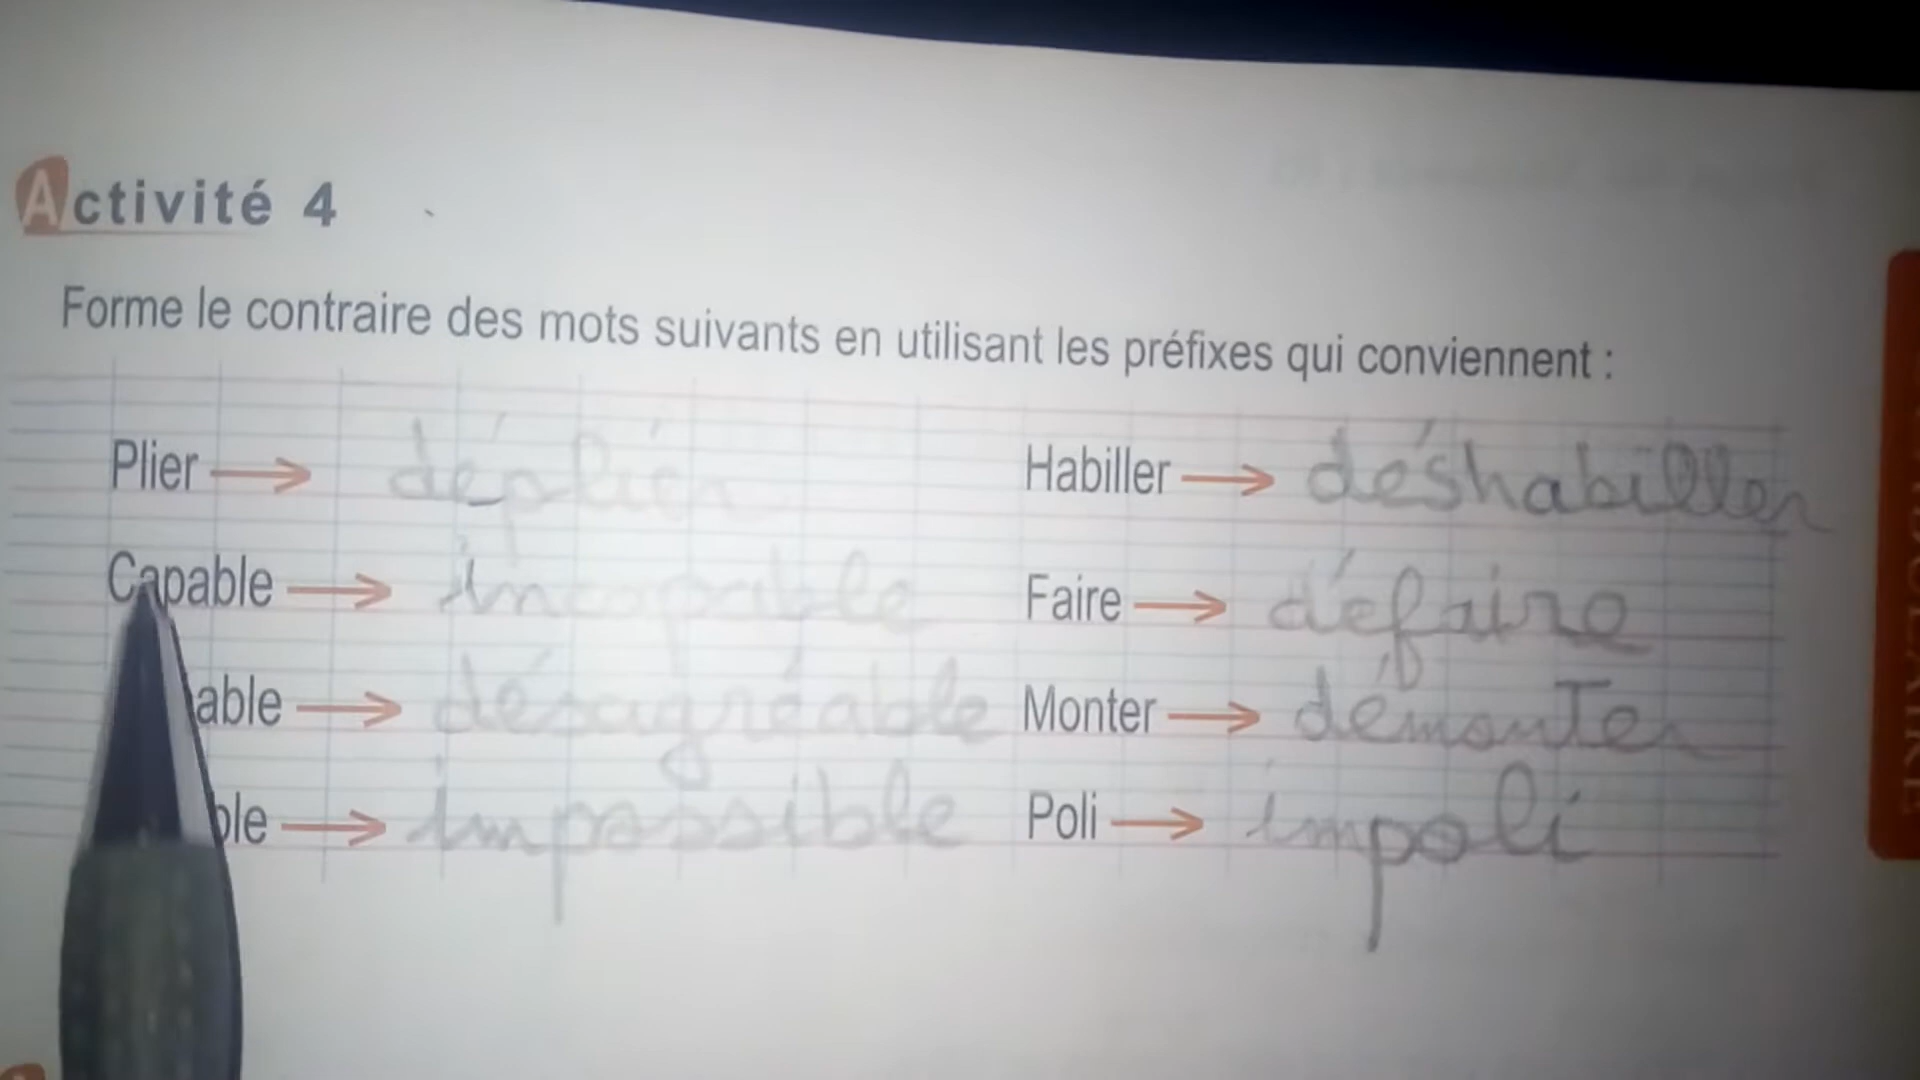 Activité 4
Forme le contraire des mots suivants en utilisant les préfixes qui conviennent :
Plier → déplier Habiller → déshabiller
Capable → incapable Faire → défaire
able → désagréable Monter → démonter
ble → impossible Poli → impoli